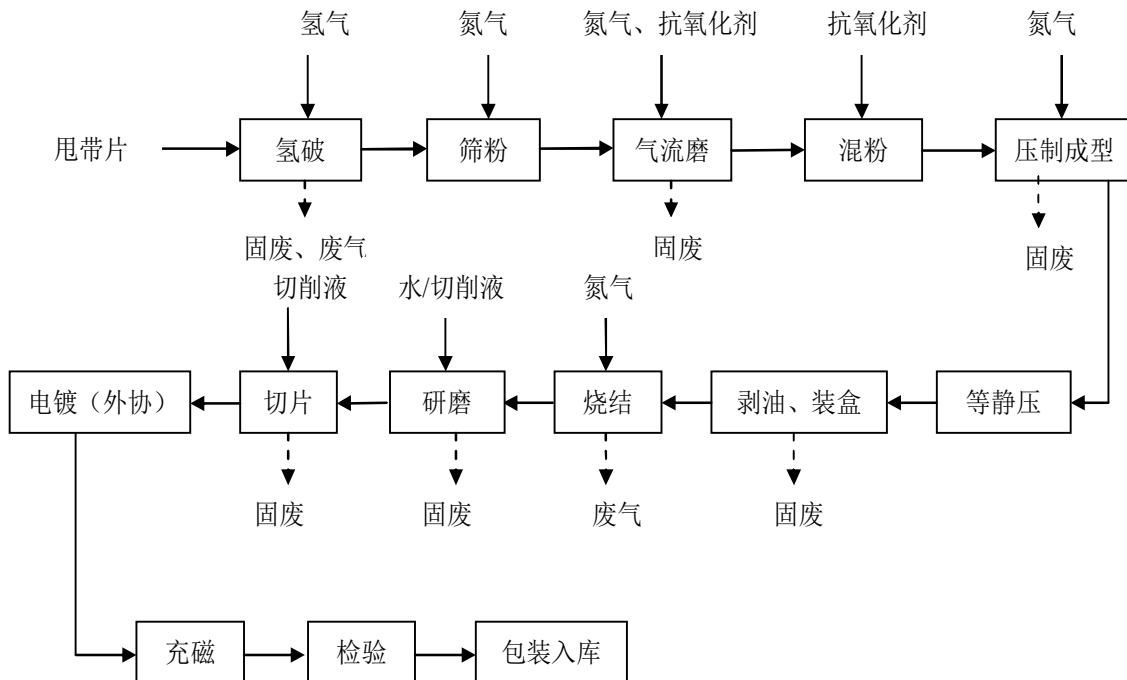 氢气 氮气 氮气、抗氧化剂 抗氧化剂 氮气
甩带片 氢破 筛粉 气流磨 混粉 压制成型
固废、废气 固废 固废
切削液 水/切削液 氮气
电镀（外协） 切片 研磨 烧结 剥油、装盒 等静压
固废 固废 废气 固废
充磁 检验 包装入库